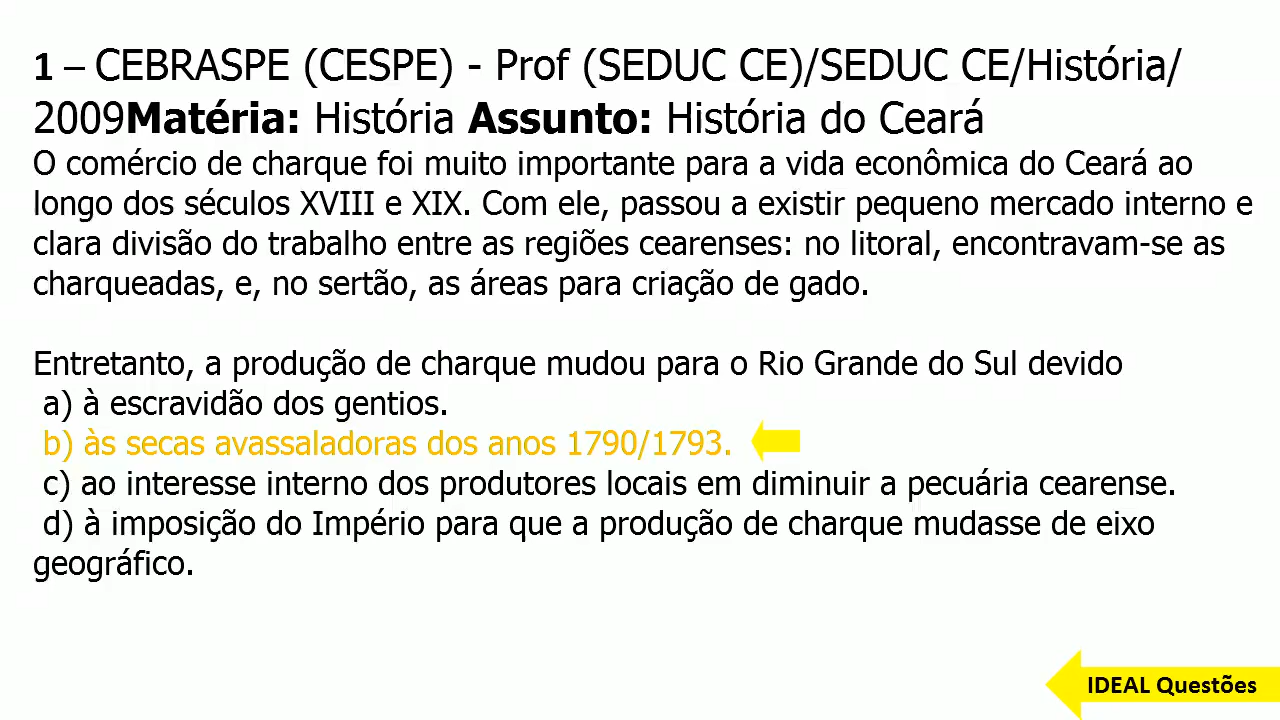 1 – CEBRASPE (CESPE) - Prof (SEDUC CE)/SEDUC CE/História/
2009Matéria: História Assunto: História do Ceará
O comércio de charque foi muito importante para a vida econômica do Ceará ao
longo dos séculos XVIII e XIX. Com ele, passou a existir pequeno mercado interno e
clara divisão do trabalho entre as regiões cearenses: no litoral, encontravam-se as
charqueadas, e, no sertão, as áreas para criação de gado.
Entretanto, a produção de charque mudou para o Rio Grande do Sul devido
a) à escravidão dos gentios.
b) às secas avassaladoras dos anos 1790/1793.
c) ao interesse interno dos produtores locais em diminuir a pecuária cearense.
d) à imposição do Império para que a produção de charque mudasse de eixo
geográfico.
IDEAL Questões